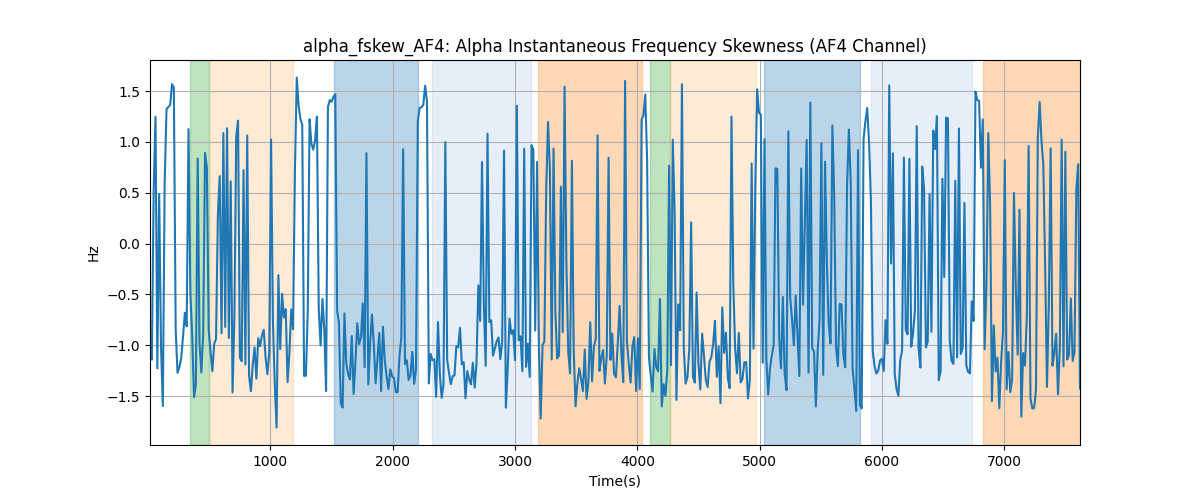 alpha_fskew_AF4: Alpha Instantaneous Frequency Skewness (AF4 Channel)
1.5
1.0
0.5
0.0
−0.5
−1.0
−1.5
Hz
1000 2000 3000 4000 5000 6000 7000
Time(s)